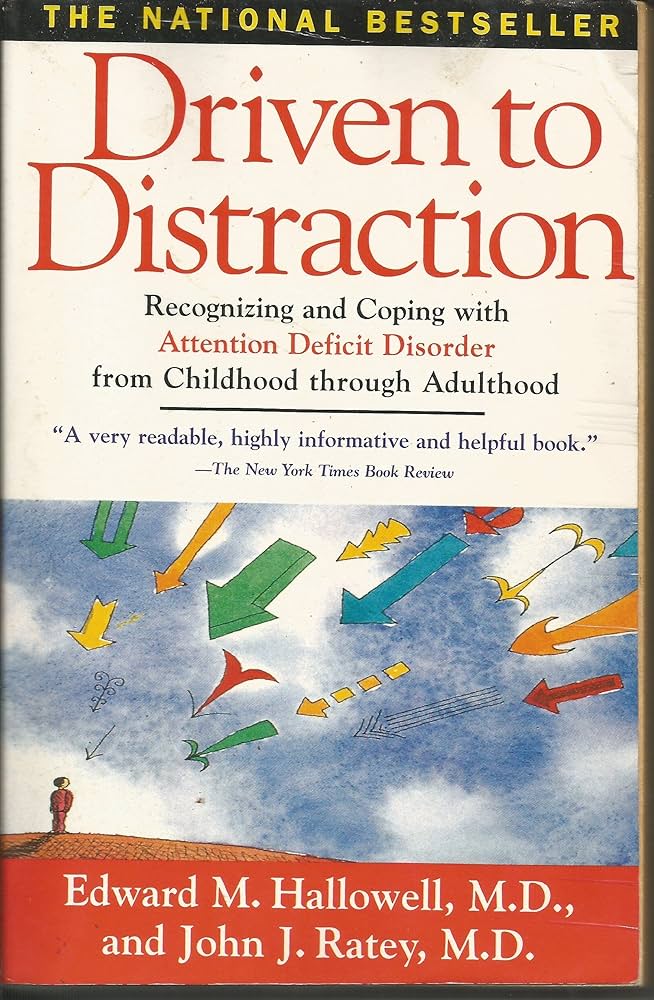 THE NATIONAL BESTSELLER
Driven to
Distraction
Recognizing and Coping with
Attention Deficit Disorder
from Childhood through Adulthood
“A very readable, highly informative and helpful book.”
—The New York Times Book Review
Edward M. Hallowell, M.D.,
and John J. Ratey, M.D.